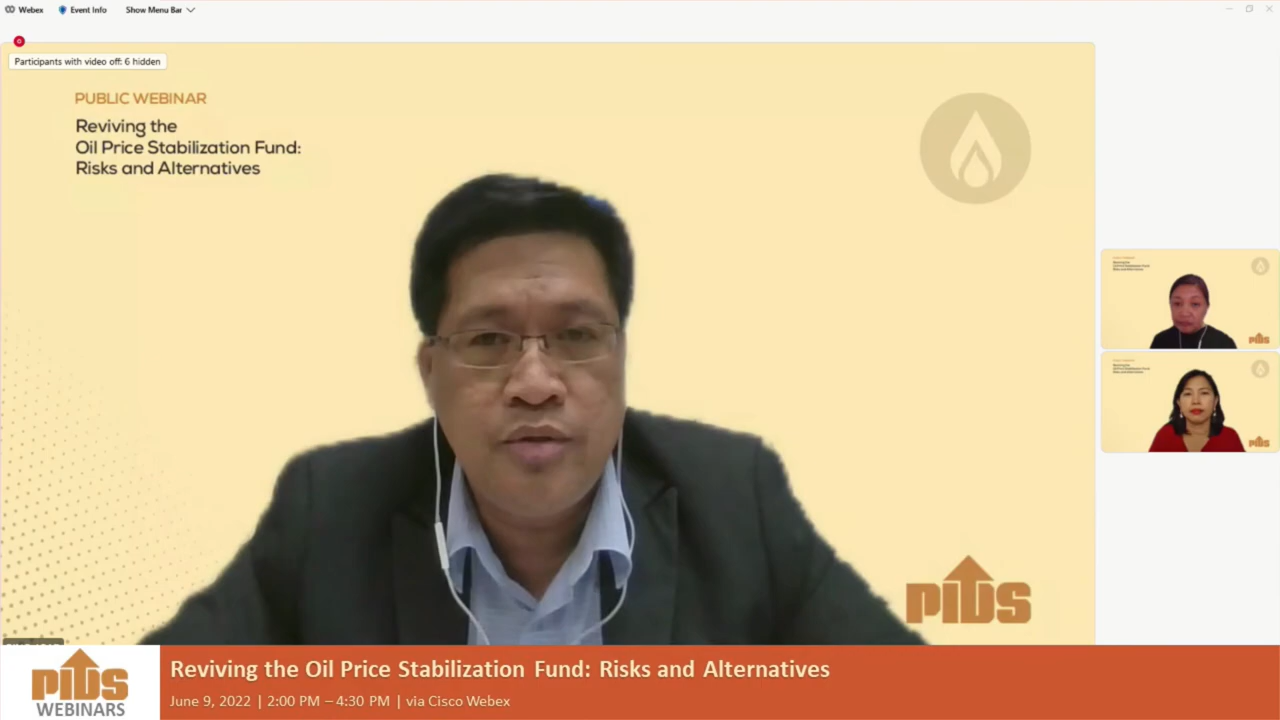 Webex Event Info Show Menu Bar
Participants with video off: 6 hidden
PUBLIC WEBINAR
Reviving the
Oil Price Stabilization Fund:
Risks and Alternatives
PIDS
PIDS
WEBINARS
Reviving the Oil Price Stabilization Fund: Risks and Alternatives
June 9, 2022 | 2:00 PM – 4:30 PM | via Cisco Webex